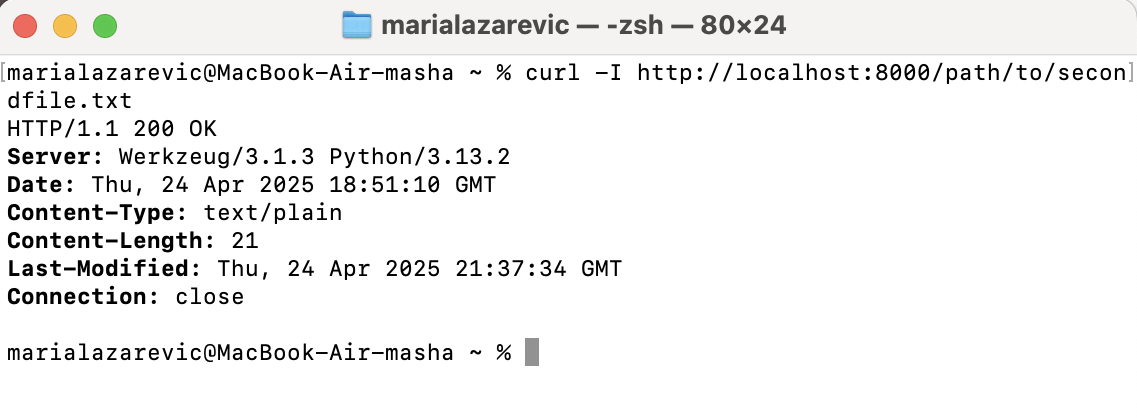 marialazarevic — -zsh — 80×24
[marialazarevic@MacBook-Air-masha ~ % curl -I http://localhost:8000/path/to/secon]
dfile.txt
HTTP/1.1 200 OK
Server: Werkzeug/3.1.3 Python/3.13.2
Date: Thu, 24 Apr 2025 18:51:10 GMT
Content-Type: text/plain
Content-Length: 21
Last-Modified: Thu, 24 Apr 2025 21:37:34 GMT
Connection: close
marialazarevic@MacBook-Air-masha ~ %